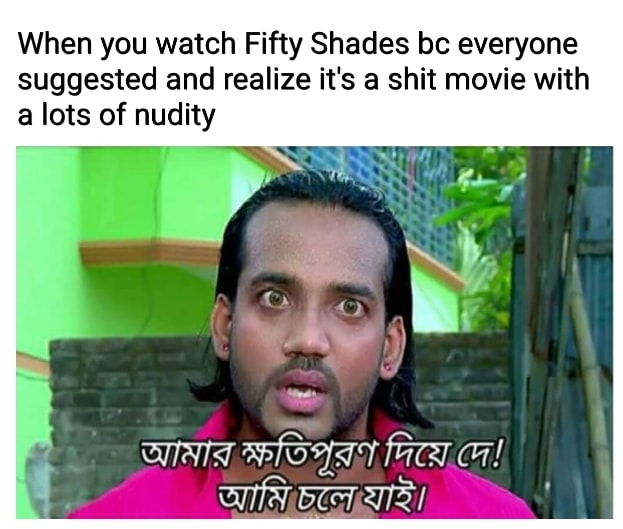 When you watch Fifty Shades bc everyone
suggested and realize it's a shit movie with
a lots of nudity
আমার ক্ষতিপূরণ দিয়ে দে!
আমি চলে যাই।